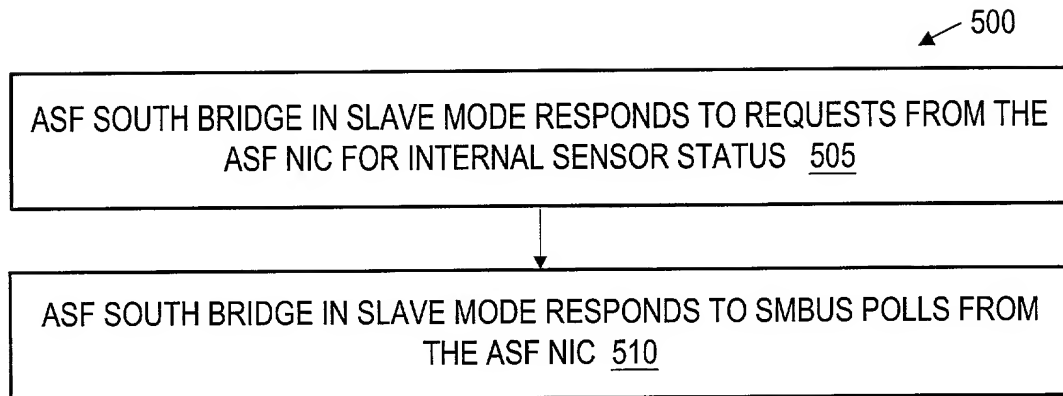 500
ASF SOUTH BRIDGE IN SLAVE MODE RESPONDS TO REQUESTS FROM THE
ASF NIC FOR INTERNAL SENSOR STATUS 505
ASF SOUTH BRIDGE IN SLAVE MODE RESPONDS TO SMBUS POLLS FROM
THE ASF NIC 510